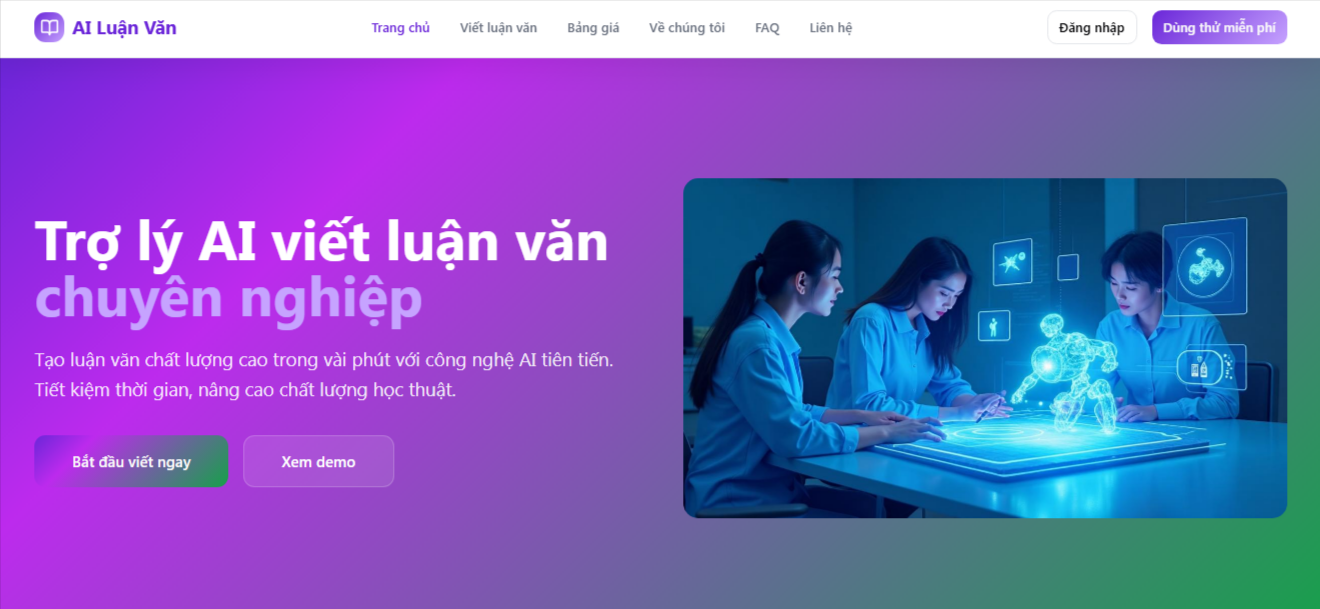 AI Luận Văn
Trang chủ
Viết luận văn
Bảng giá
Về chúng tôi
FAQ
Liên hệ
Đăng nhập
Dùng thử miễn phí
Trợ lý AI viết luận văn
chuyên nghiệp
Tạo luận văn chất lượng cao trong vài phút với công nghệ AI tiên tiến.
Tiết kiệm thời gian, nâng cao chất lượng học thuật.
Bắt đầu viết ngay
Xem demo